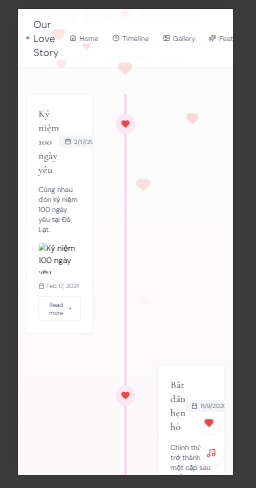 Our
Love
Story
Home
Timeline
Gallery
Feat
Kỷ
niệm
100
ngày
yêu
2/17/20
Cùng nhau
đón kỷ niệm
100 ngày
yêu tại Đà
Lạt.
Kỷ niệm
100 ngày
yêu
Feb 17, 2021
Read
more
Bắt
đầu
hẹn
hò
11/9/202
Chính thứ
trở thành
một cặp sau